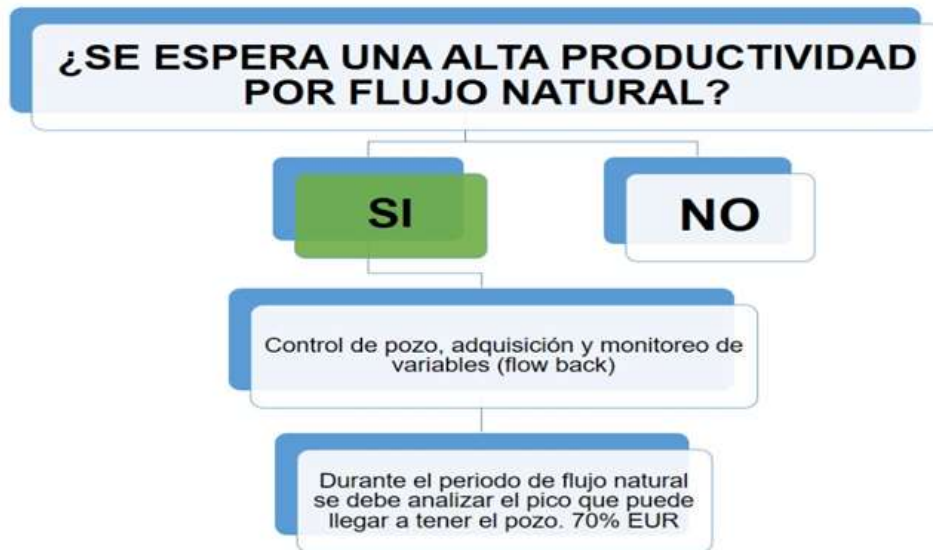 ¿SE ESPERA UNA ALTA PRODUCTIVIDAD
POR FLUJO NATURAL?
SI
NO
Control de pozo, adquisición y monitoreo de
variables (flow back)
Durante el periodo de flujo natural
se debe analizar el pico que puede
llegar a tener el pozo. 70% EUR